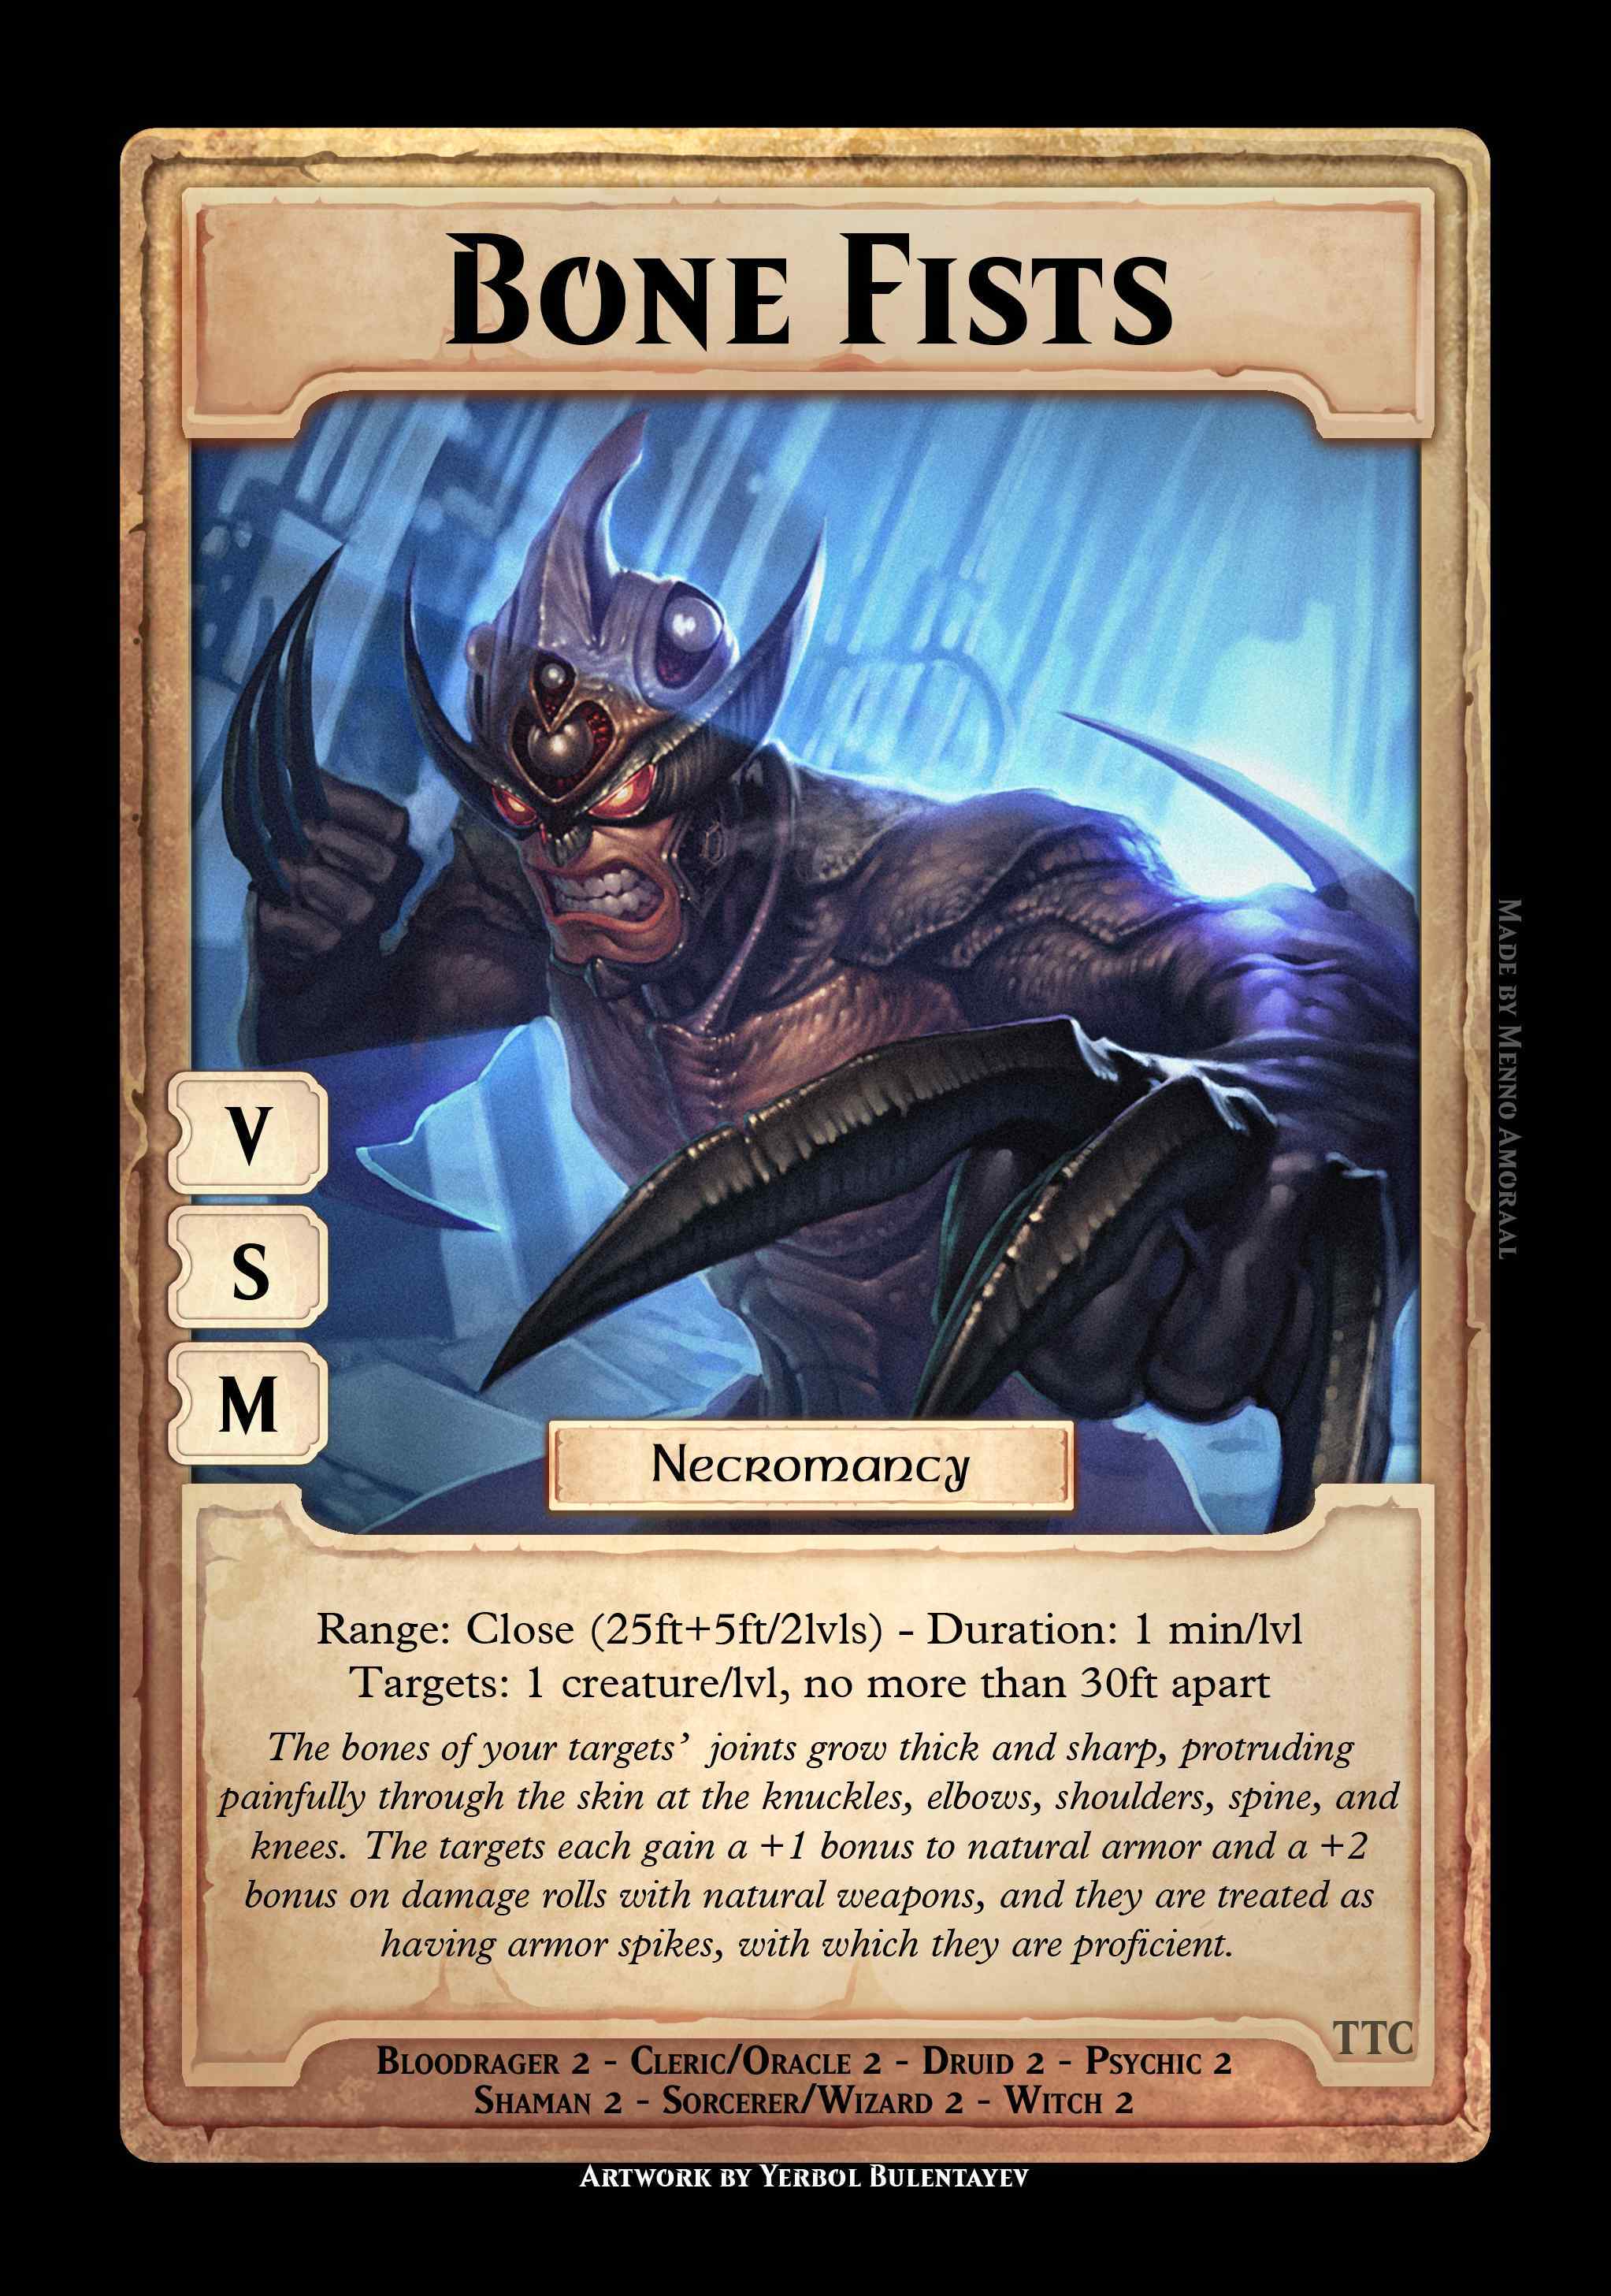 Bone Fists
V
S
M
Necromancy
Range: Close (25ft+5ft/2lvls) - Duration: 1 min/lvl
Targets: 1 creature/lvl, no more than 30ft apart
The bones of your targets’ joints grow thick and sharp, protruding
painfully through the skin at the knuckles, elbows, shoulders, spine, and
knees. The targets each gain a +1 bonus to natural armor and a +2
bonus on damage rolls with natural weapons, and they are treated as
having armor spikes, with which they are proficient.
TTC
Bloodrager 2 - Cleric/Oracle 2 - Druid 2 - Psychic 2
Shaman 2 - Sorcerer/Wizard 2 - Witch 2
Artwork by Yerbol Bulentayev
Made by Menno Amoraal